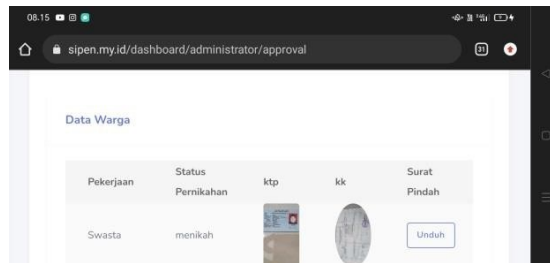 08.15
31
sipen.my.id/dashboard/administrator/approval
Data Warga
Pekerjaan
Status
Pernikahan
ktp
kk
Surat
Pindah
Swasta
menikah
Unduh